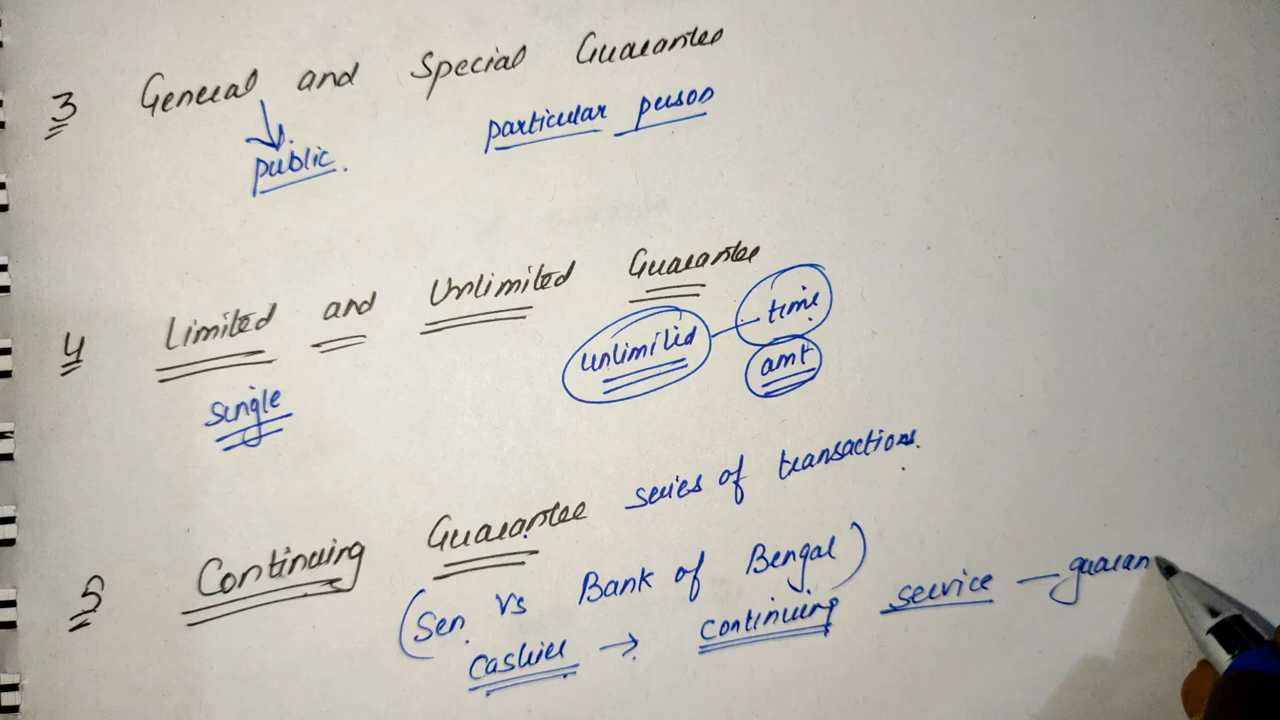 3 General and Special Guarantee
public. particular person
4 Limited and Unlimited Guarantee
single unlimited time
amt
5 Continuing Guarantee series of transactions.
(Sen vs Bank of Bengal)
Cashier → continuing service — guaran